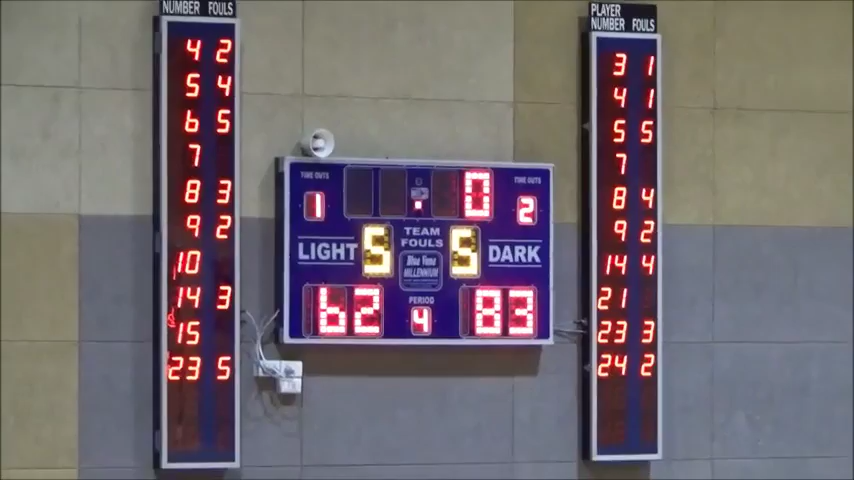 NUMBER FOULS
4 2
5 4
6 5
7
8 3
9 2
10
14 3
15
23 5
TIME OUTS .0 TIME OUTS
1 2
TEAM
FOULS
LIGHT 5 5 DARK
Blue Vane
MILLENNIUM
PERIOD
62 4 83
PLAYER
NUMBER FOULS
3 1
4 1
5 5
7
8 4
9 2
14 4
21
23 3
24 2